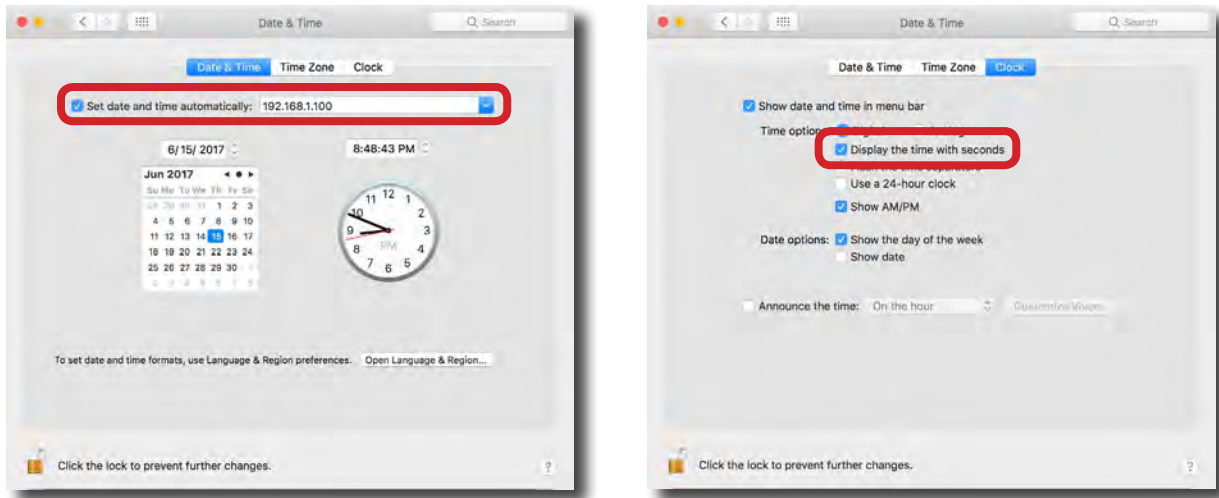 Date & Time
Search
Date & Time Time Zone Clock
Set date and time automatically: 192.168.1.100
6/15/2017
8:48:43 PM
Jun 2017
Su Mo Tu We Th Fr Sa
1 2 3
4 5 6 7 8 9 10
11 12 13 14 15 16 17
18 19 20 21 22 23 24
25 26 27 28 29 30
12
11 1
10 2
9 3
PM
8 4
7 5
6
To set date and time formats, use Language & Region preferences. Open Language & Region...
Click the lock to prevent further changes.
?
Date & Time
Search
Date & Time Time Zone Clock
Show date and time in menu bar
Time option
Display the time with seconds
Use a 24-hour clock
Show AM/PM
Date options: Show the day of the week
Show date
Announce the time: On the hour
Click the lock to prevent further changes.
?